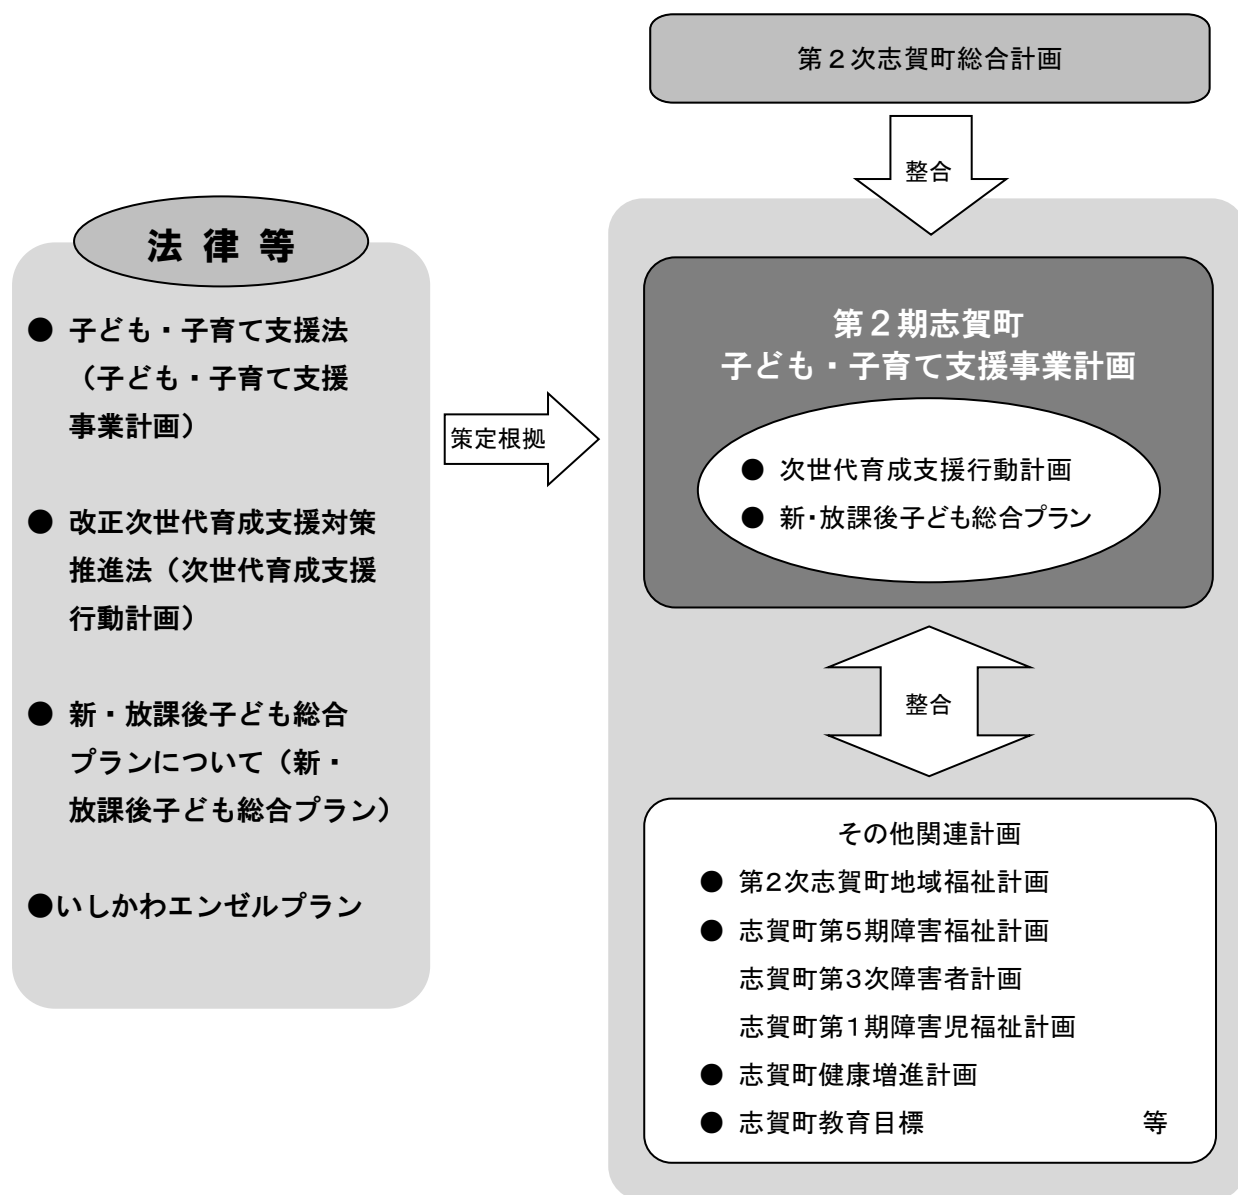 第２次志賀町総合計画
整合
法 律 等
● 子ども・子育て支援法
（子ども・子育て支援
事業計画）
● 改正次世代育成支援対策
推進法（次世代育成支援
行動計画）
● 新・放課後子ども総合
プランについて（新・
放課後子ども総合プラン）
●いしかわエンゼルプラン
策定根拠
第２期志賀町
子ども・子育て支援事業計画
● 次世代育成支援行動計画
● 新・放課後子ども総合プラン
整合
その他関連計画
● 第2次志賀町地域福祉計画
● 志賀町第5期障害福祉計画
志賀町第3次障害者計画
志賀町第1期障害児福祉計画
● 志賀町健康増進計画
● 志賀町教育目標 等